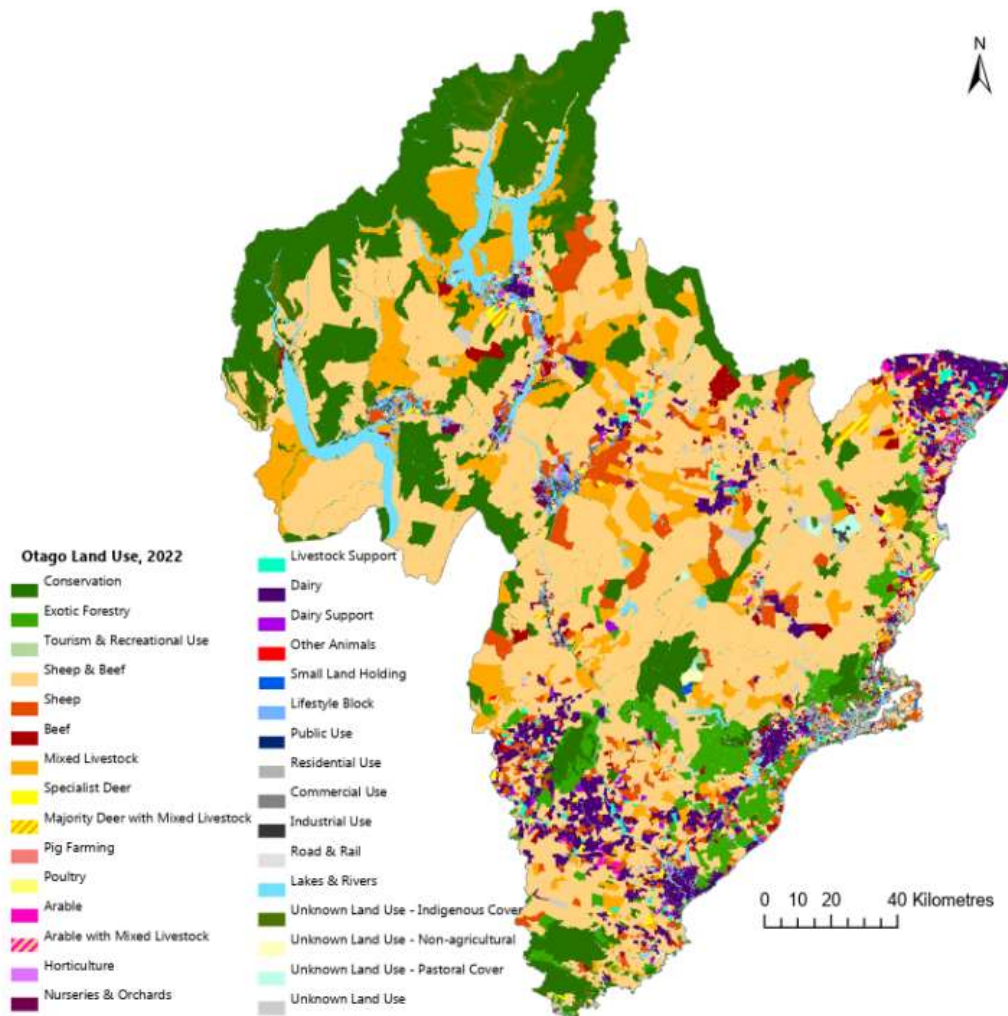 N
Otago Land Use, 2022
Conservation
Exotic Forestry
Tourism & Recreational Use
Sheep & Beef
Sheep
Beef
Mixed Livestock
Specialist Deer
Majority Deer with Mixed Livestock
Pig Farming
Poultry
Arable
Arable with Mixed Livestock
Horticulture
Nurseries & Orchards
Livestock Support
Dairy
Dairy Support
Other Animals
Small Land Holding
Lifestyle Block
Public Use
Residential Use
Commercial Use
Industrial Use
Road & Rail
Lakes & Rivers
Unknown Land Use - Indigenous Cover
Unknown Land Use - Non-agricultural
Unknown Land Use - Pastoral Cover
Unknown Land Use
0 10 20 40 Kilometres